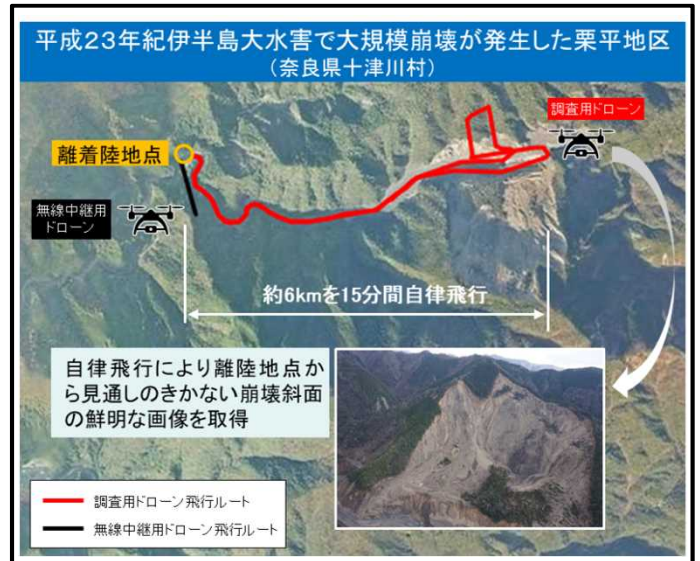 平成23年紀伊半島大水害で大規模崩壊が発生した栗平地区
（奈良県十津川村）
調査用ドローン
離着陸地点
無線中継用
ドローン
約6kmを15分間自律飛行
自律飛行により離陸地点から
見通しのきかない崩壊斜面
の鮮明な画像を取得
調査用ドローン飛行ルート
無線中継用ドローン飛行ルート